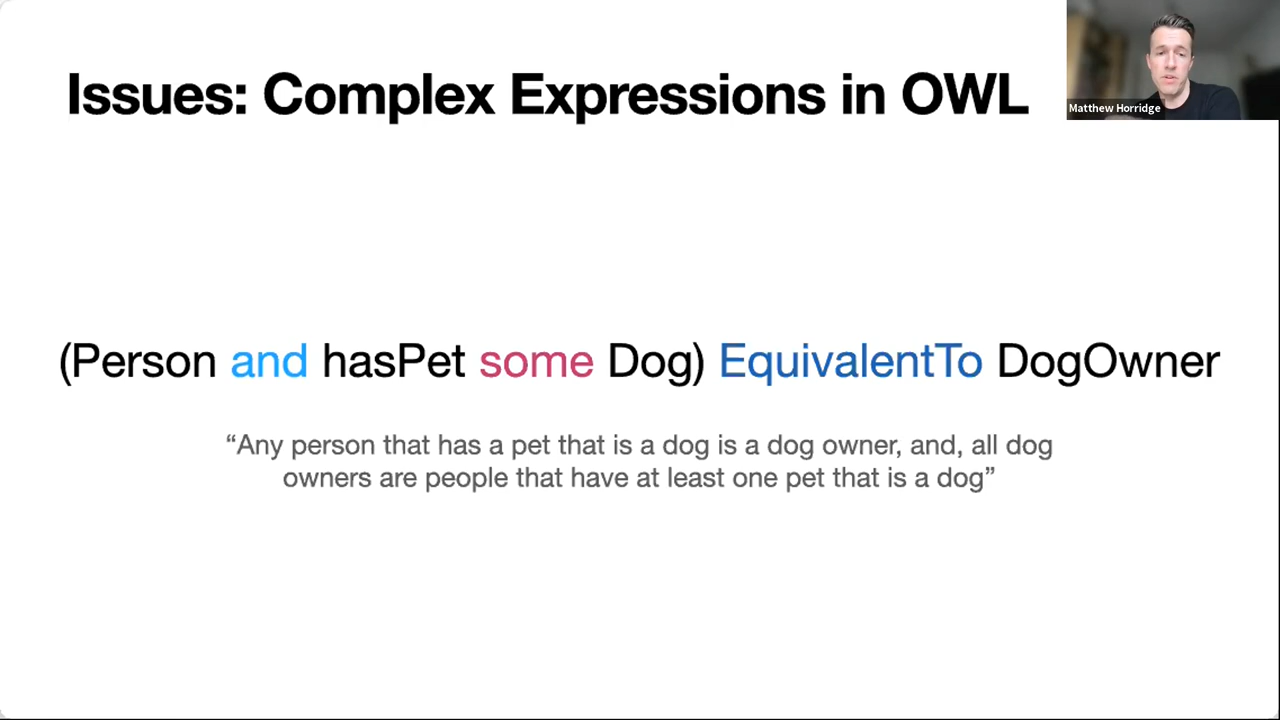 Issues: Complex Expressions in OWL
Matthew Horridge
(Person and hasPet some Dog) EquivalentTo DogOwner
“Any person that has a pet that is a dog is a dog owner, and, all dog
owners are people that have at least one pet that is a dog”